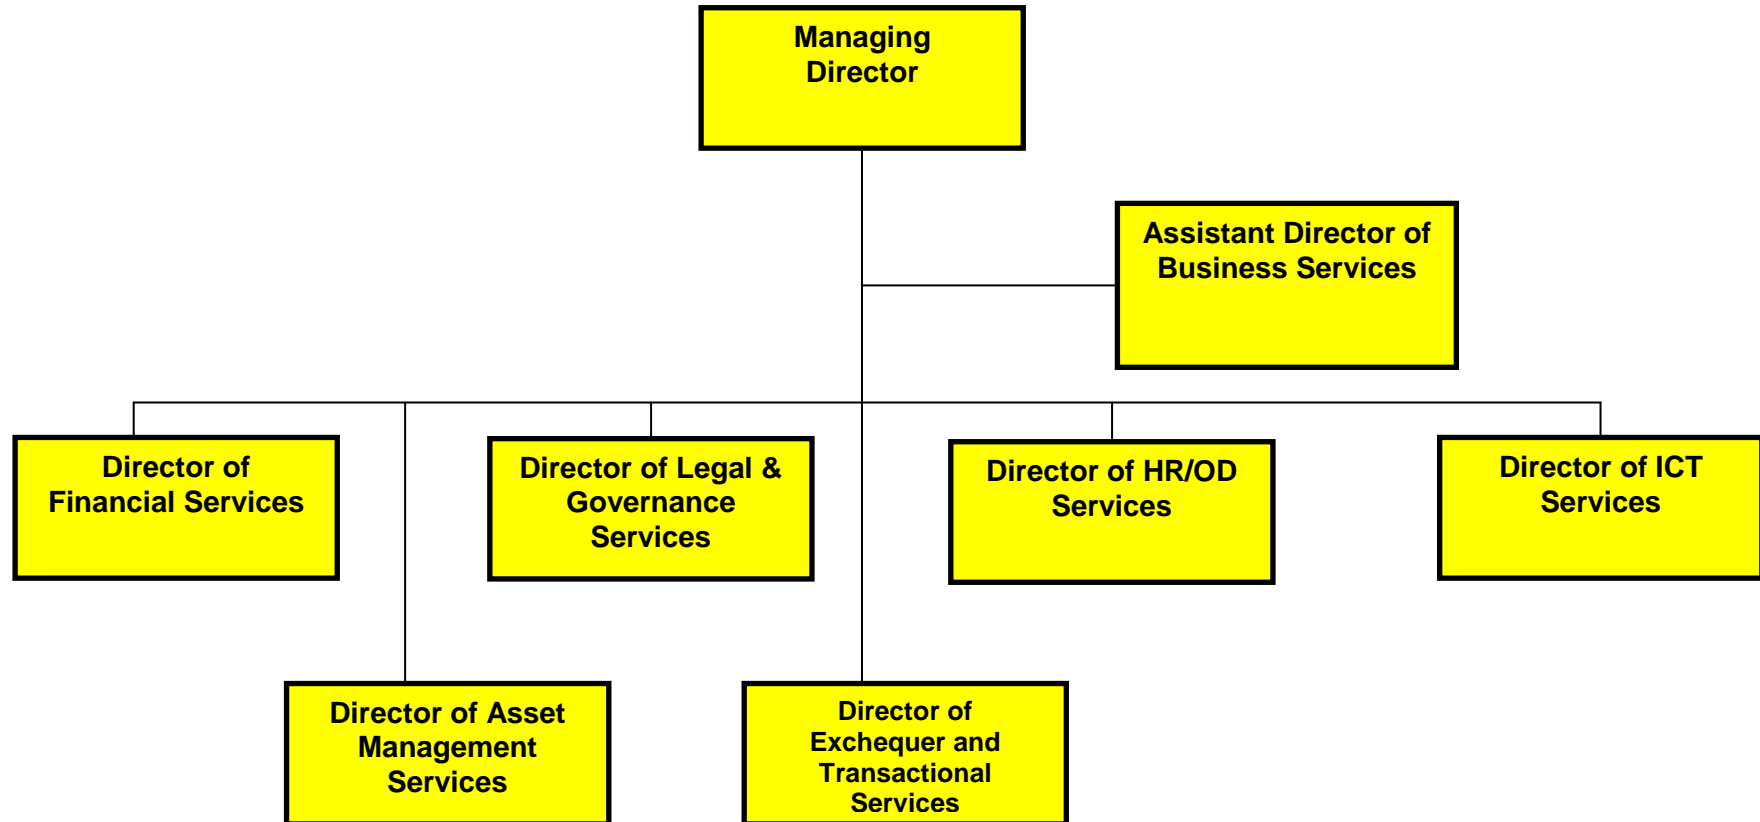 Managing
Director
Assistant Director of
Business Services
Director of
Financial Services
Director of Legal &
Governance
Services
Director of HR/OD
Services
Director of ICT
Services
Director of Asset
Management
Services
Director of
Exchequer and
Transactional
Services